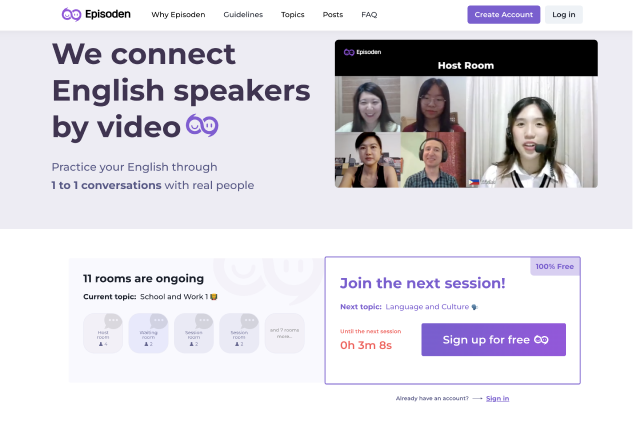 Episoden
Why Episoden
Guidelines
Topics
Posts
FAQ
Create Account
Log in
We connect
English speakers
by video
Practice your English through
1 to 1 conversations with real people
Episoden
Host Room
11 rooms are ongoing
Current topic: School and Work 1
Host
room
4
Waiting
room
2
Session
room
2
Session
room
2
and 7 rooms
more...
100% Free
Join the next session!
Next topic: Language and Culture
Until the next session
0h 3m 8s
Sign up for free
Already have an account? → Sign in